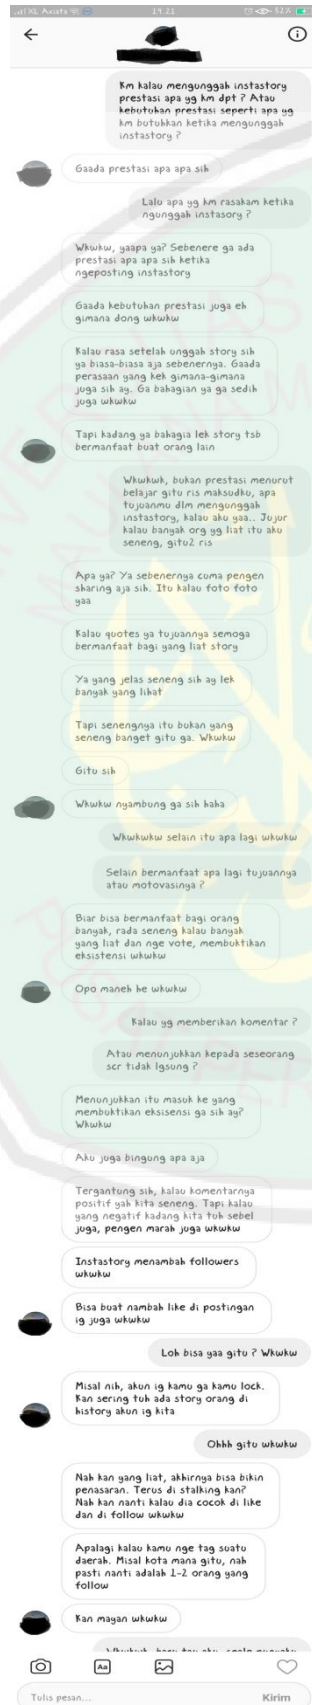 XL Axiata
14.21
52%
Km kalau mengunggah instastory
prestasi apa yg km dpt ? Atau
kebutuhan prestasi seperti apa yg
km butuhkan ketika mengunggah
instastory ?
Gaada prestasi apa apa sih
Lalu apa yg km rasakam ketika
ngunggah instasory ?
Wkwkw, yaapa ya? Sebenere ga ada
prestasi apa apa sih ketika
ngeposting instastory
Gaada kebutuhan prestasi juga eh
gimana dong wkwkw
Kalau rasa setelah unggah story sih
ya biasa-biasa aja sebenernya. Gaada
perasaan yang kek gimana-gimana
juga sih ay. Ga bahagian ya ga sedih
juga wkwkw
Tapi kadang ya bahagia lek story tsb
bermanfaat buat orang lain
Wkwkwk, bukan prestasi menurut
belajar gitu ris maksudku, apa
tujuanmu dlm mengunggah
instastory, kalau aku yaa.. Jujur
kalau banyak org yg liat itu aku
seneng, gitu2 ris
Apa ya? Ya sebenernya cuma pengen
sharing aja sih. Itu kalau foto foto
yaa
Kalau quotes ya tujuannya semoga
bermanfaat bagi yang liat story
Ya yang jelas seneng sih ay lek
banyak yang lihat
Tapi senengnya itu bukan yang
seneng banget gitu ga. Wkwkw
Gitu sih
Wkwkw nyambung ga sih haha
Wkwkwkw selain itu apa lagi wkwkw
Selain bermanfaat apa lagi tujuannya
atau motovasinya ?
Biar bisa bermanfaat bagi orang
banyak, rada seneng kalau banyak
yang liat dan nge vote, membuktikan
eksistensi wkwkw
Opo maneh he wkwkw
Kalau yg memberikan komentar ?
Atau menunjukkan kepada seseorang
scr tidak lgsung ?
Menunjukkan itu masuk ke yang
membuktikan eksisensi ga sih ay?
Wkwkw
Aku juga bingung apa aja
Tergantung sih, kalau komentarnya
positif yah kita seneng. Tapi kalau
yang negatif kadang kita tuh sebel
juga, pengen marah juga wkwkw
Instastory menambah followers
wkwkw
Bisa buat nambah like di postingan
ig juga wkwkw
Loh bisa yaa gitu ? Wkwkw
Misal nih, akun ig kamu ga kamu lock.
Kan sering tuh ada story orang di
history akun ig kita
Ohhh gitu wkwkw
Nah kan yang liat, akhirnya bisa bikin
penasaran. Terus di stalking kan?
Nah kan nanti kalau dia cocok di like
dan di follow wkwkw
Apalagi kalau kamu nge tag suatu
daerah. Misal kota mana gitu, nah
pasti nanti adalah 1-2 orang yang
follow
Kan mayan wkwkw
Aa
Tulis pesan...
Kirim